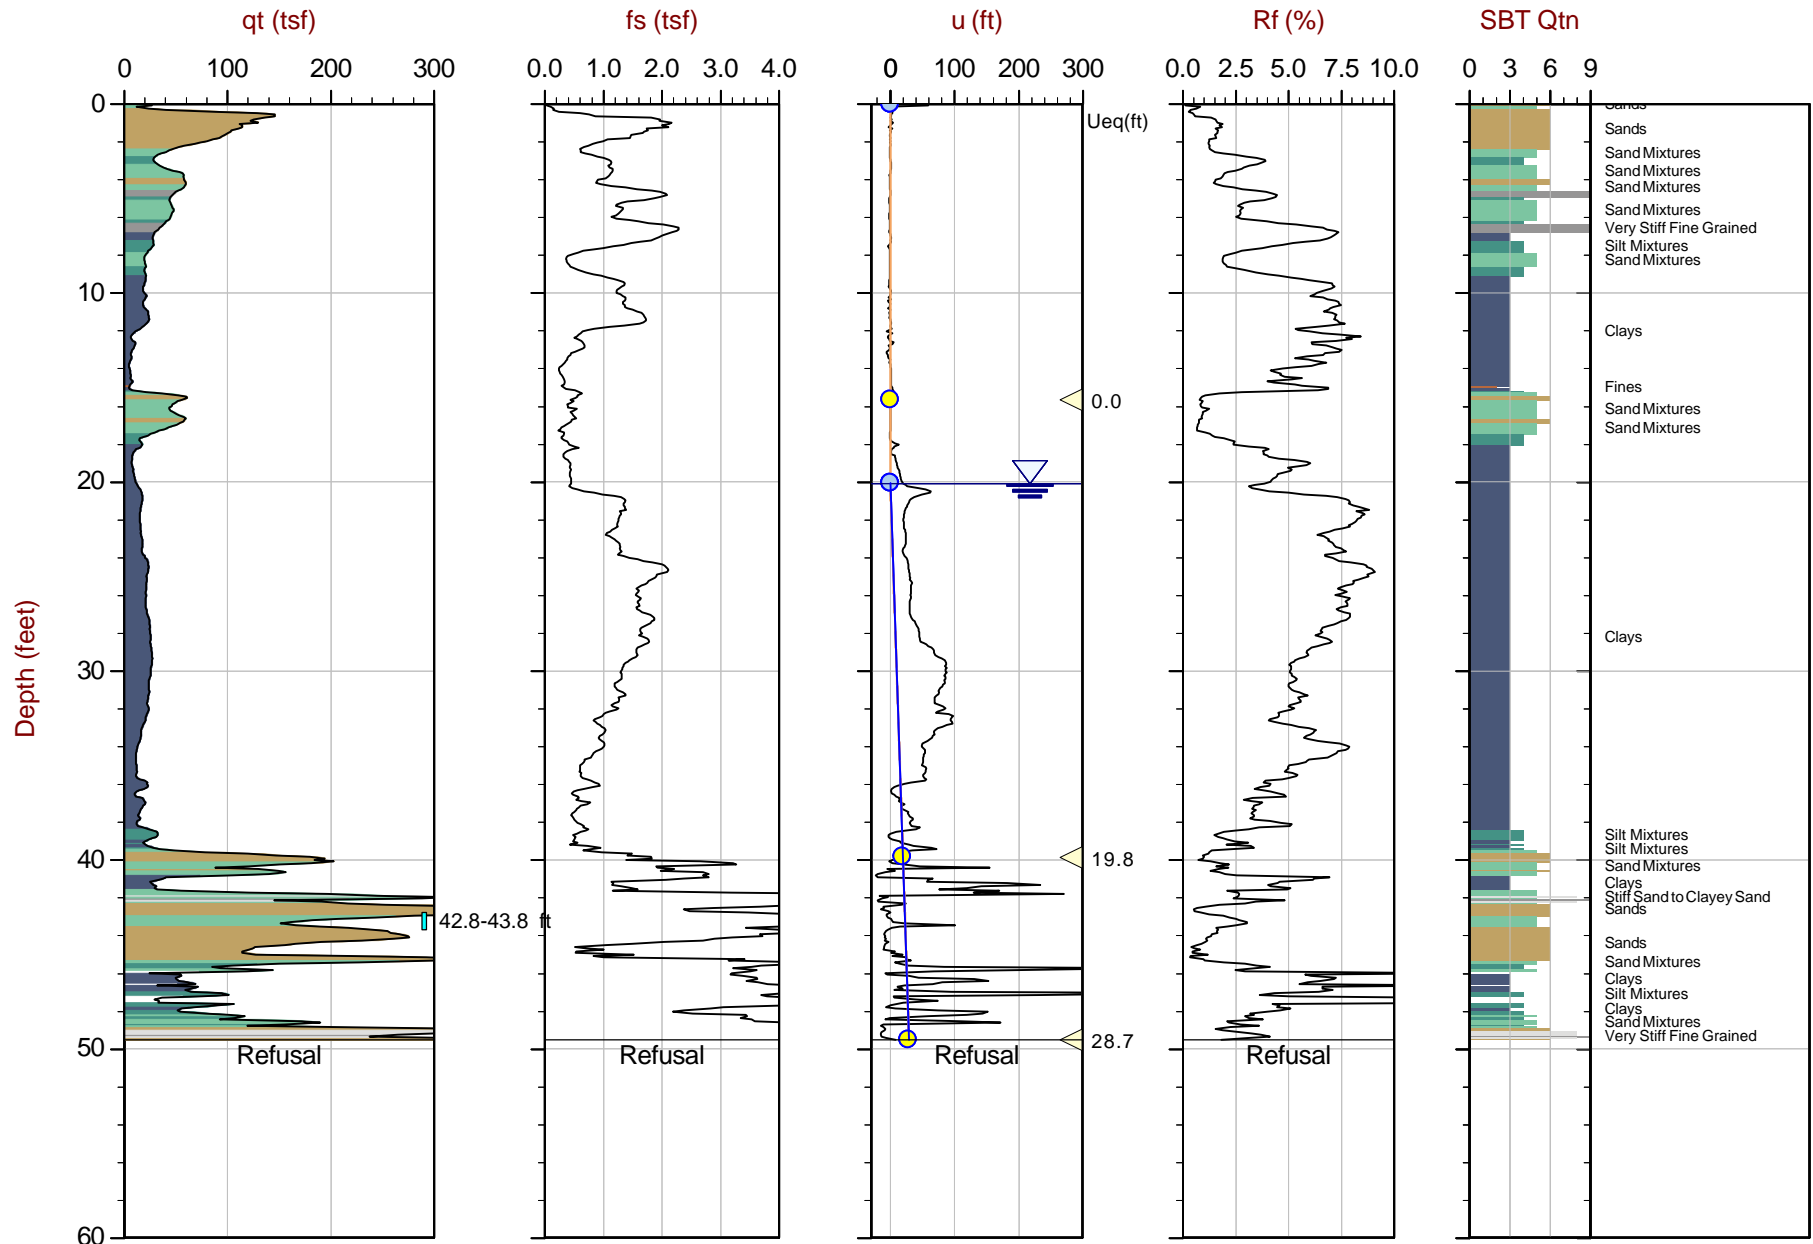 qt (tsf) fs (tsf) u (ft) Rf (%) SBT Qtn
0 100 200 300 0.0 1.0 2.0 3.0 4.0 0 100 200 300 0.0 2.5 5.0 7.5 10.0 0 3 6 9
0
Sands
Ueq(ft)
Sands
Sand Mixtures
Sand Mixtures
Sand Mixtures
Sand Mixtures
Very Stiff Fine Grained
Silt Mixtures
Sand Mixtures
10
Clays
Fines
0.0
Sand Mixtures
Sand Mixtures
20
Clays
30
Depth (feet)
Silt Mixtures
Silt Mixtures
40
19.8
Sand Mixtures
Clays
Stiff Sand to Clayey Sand
Sands
42.8-43.8 ft
Sands
Sand Mixtures
Clays
Silt Mixtures
Clays
Sand Mixtures
Very Stiff Fine Grained
28.7
50
Refusal Refusal Refusal Refusal
60